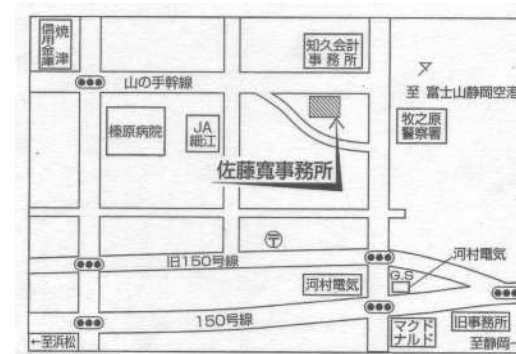 焼津
信用金庫
知久会計
事務所
山の手幹線
至 富士山静岡空港
榛原病院
JA
細江
牧之原
警察署
佐藤寛事務所
〒
旧150号線
河村電気
G.S
河村電気
150号線
マクド
ナルド
旧事務所
←至浜松
至静岡→